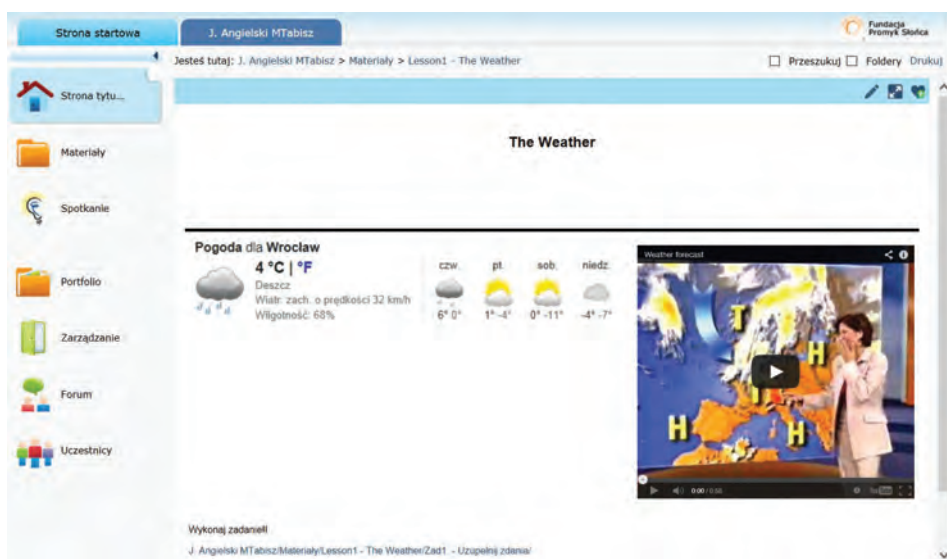 Strona startowa
J. Angielski MTabisz
Fundacja
Promyk Słońca
Jesteś tutaj: J. Angielski MTabisz > Materiały > Lesson1 - The Weather
Przeszukuj
Foldery
Drukuj
Strona tytu...
Materiały
Spotkanie
Portfolio
Zarządzanie
Forum
Uczestnicy
The Weather
Pogoda dla Wrocław
4 °C | °F
Deszcz
Wiatr: zach. o prędkości 32 km/h
Wilgotność: 68%
czw. pt. sob. niedz.
6° 0° 1° -4° 0° -11° -4° -7°
Weather forecast
T
H
T
H
H
0:00 / 0:56
Wykonaj zadanie!!
J. Angielski MTabisz/Materiały/Lesson1 - The Weather/Zad1. - Uzupełnij zdania/